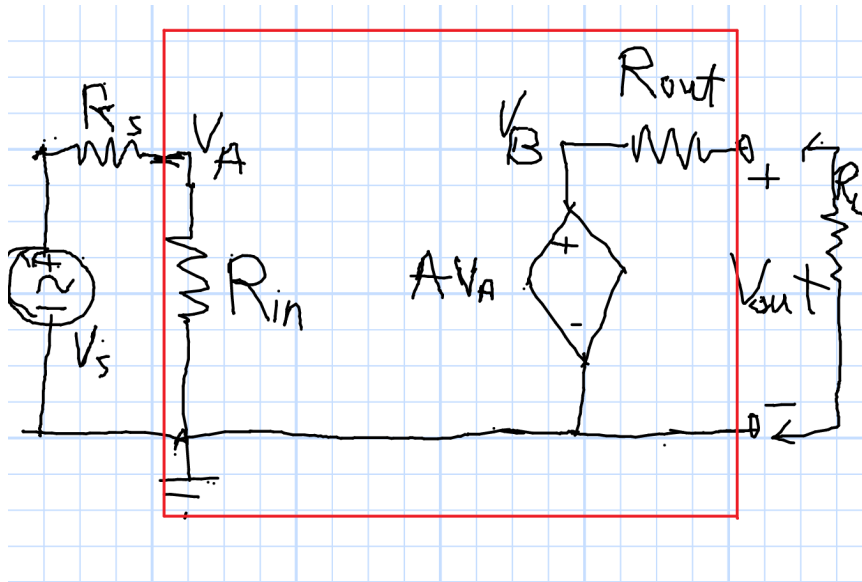 Rs
VA
Rin
Vs
VB
Rout
AVA
+
-
+
Vout
-
RL
+
-